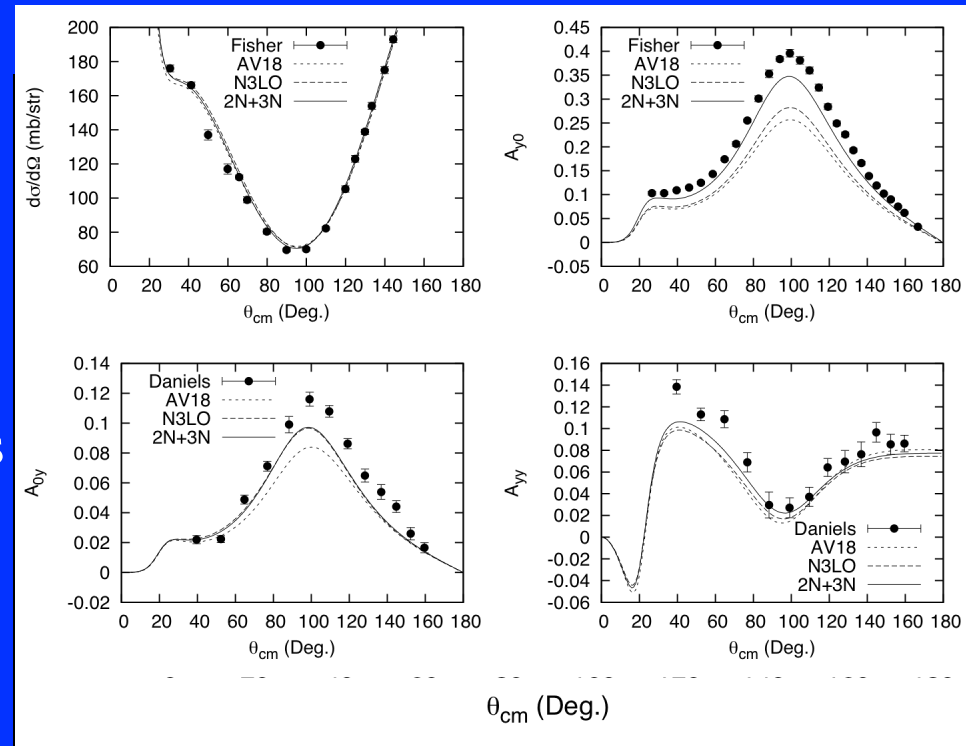 200
180
160
140
120
100
80
60
dσ/dΩ (mb/str)
Fisher
AV18
N3LO
2N+3N
0 20 40 60 80 100 120 140 160 180
θcm (Deg.)
0.45
0.4
0.35
0.3
0.25
0.2
0.15
0.1
0.05
0
-0.05
Ay0
Fisher
AV18
N3LO
2N+3N
0 20 40 60 80 100 120 140 160 180
θcm (Deg.)
0.14
0.12
0.1
0.08
0.06
0.04
0.02
0
-0.02
A0y
Daniels
AV18
N3LO
2N+3N
0 20 40 60 80 100 120 140 160 180
θcm (Deg.)
0.16
0.14
0.12
0.1
0.08
0.06
0.04
0.02
0
-0.02
-0.04
-0.06
Ayy
Daniels
AV18
N3LO
2N+3N
0 20 40 60 80 100 120 140 160 180
θcm (Deg.)
θcm (Deg.)